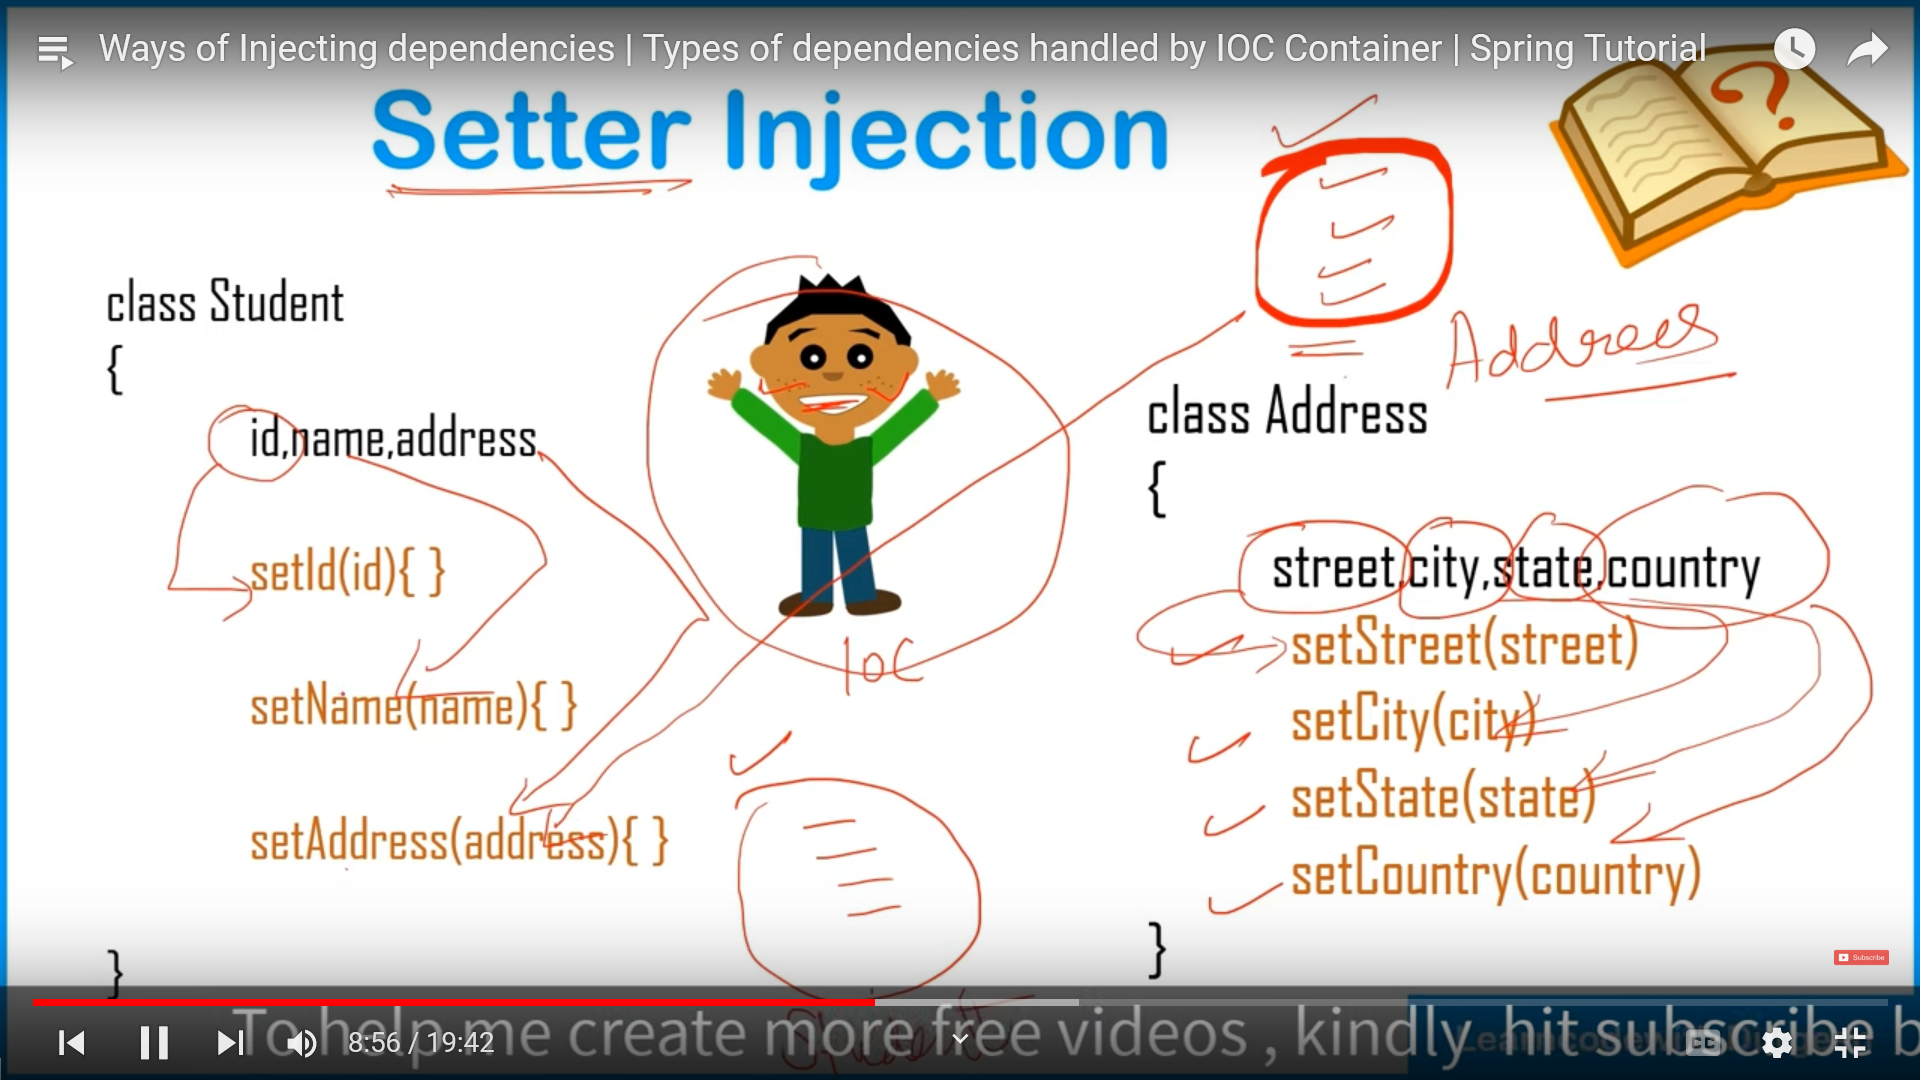 Ways of Injecting dependencies | Types of dependencies handled by IOC Container | Spring Tutorial
Setter Injection
class Student
{
id,name,address
setId(id){ }
setName(name){ }
setAddress(address){ }
}
IOC
Address
class Address
{
street,city,state,country
setStreet(street)
setCity(city)
setState(state)
setCountry(country)
}
Subscribe
Student
To help me create more free videos , kindly hit subscribe b
8:56 / 19:42
CC